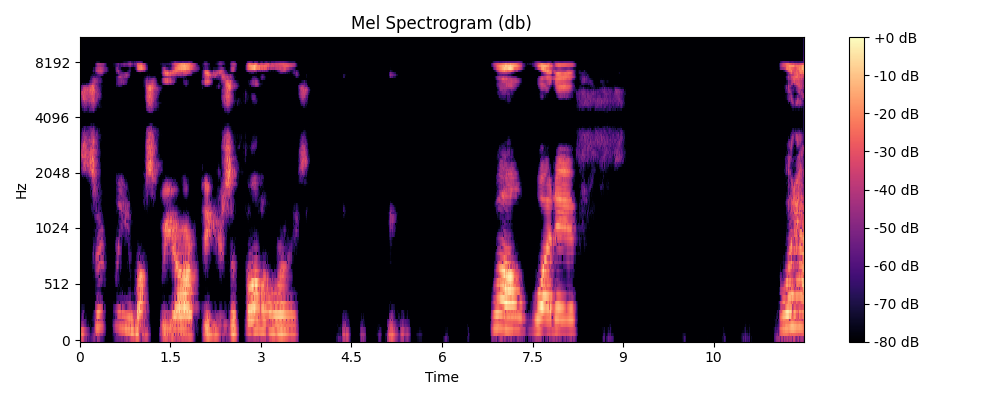 Mel Spectrogram (db)
8192
4096
2048
1024
512
0
Hz
0 1.5 3 4.5 6 7.5 9 10
Time
+0 dB
-10 dB
-20 dB
-30 dB
-40 dB
-50 dB
-60 dB
-70 dB
-80 dB